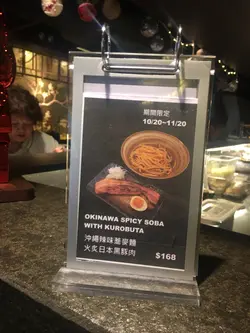 期間限定
10/20~11/20
OKINAWA SPICY SOBA
WITH KUROBUTA
沖繩辣味蕎麥麵
火炙日本黑豚肉
$168